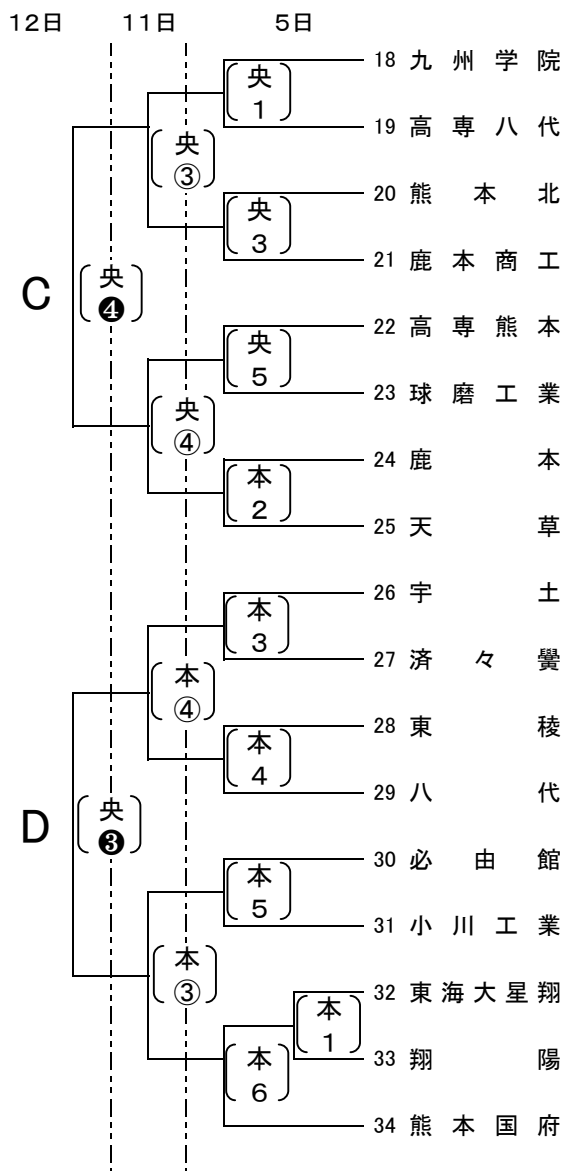 12日 11日 5日
18 九州学院
央
1
19 高専八代
央
③
20 熊本北
央
3
21 鹿本商工
C
央
❹
22 高専熊本
央
5
23 球磨工業
央
④
24 鹿本
本
2
25 天草
26 宇土
本
3
27 済々黌
本
④
28 東稜
本
4
29 八代
D
央
❸
30 必由館
本
5
31 小川工業
本
③
32 東海大星翔
本
1
33 翔陽
本
6
34 熊本国府